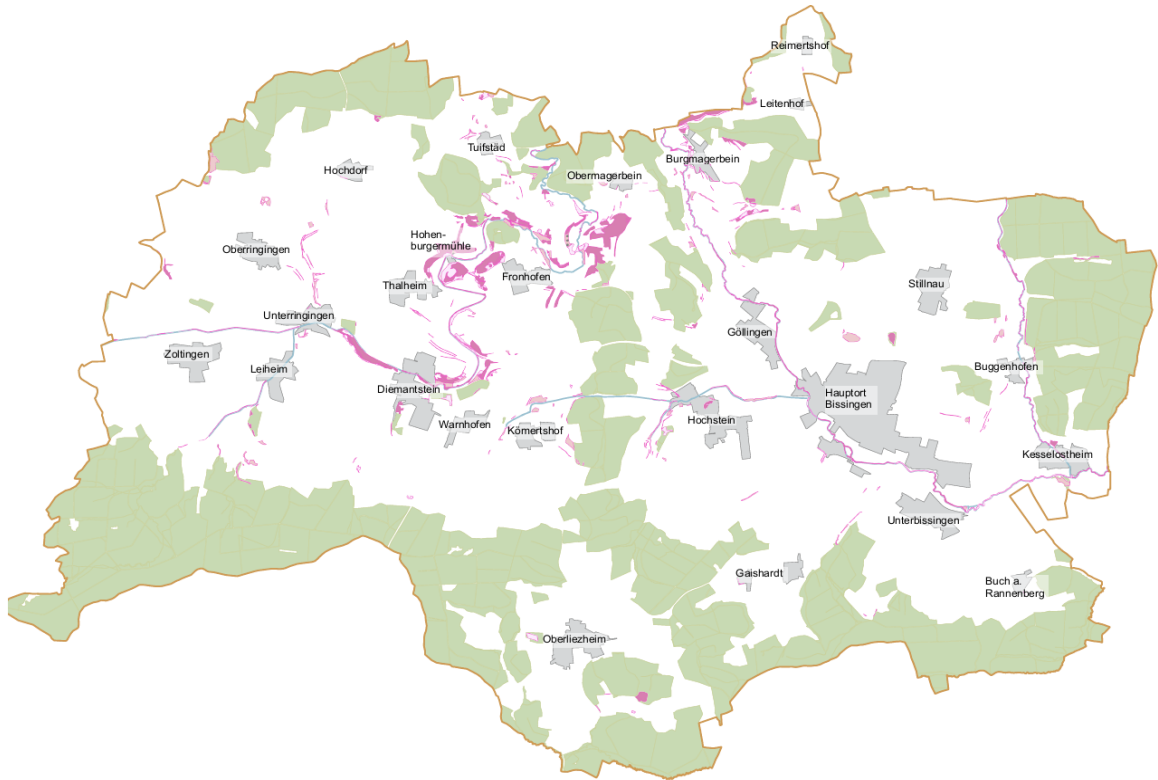 Reimertshof
Leitenhof
Tuifstäd
Burgmagerbein
Hochdorf
Obermagerbein
Hohen-
burgermühle
Oberringingen
Fronhofen
Thalheim
Stillnau
Unterringingen
Göllingen
Zoltingen
Leiheim
Buggenhofen
Diemantstein
Hauptort
Bissingen
Warnhofen
Hochstein
Kömertshof
Kesselostheim
Unterbissingen
Gaishardt
Buch a.
Rannenberg
Oberliezheim